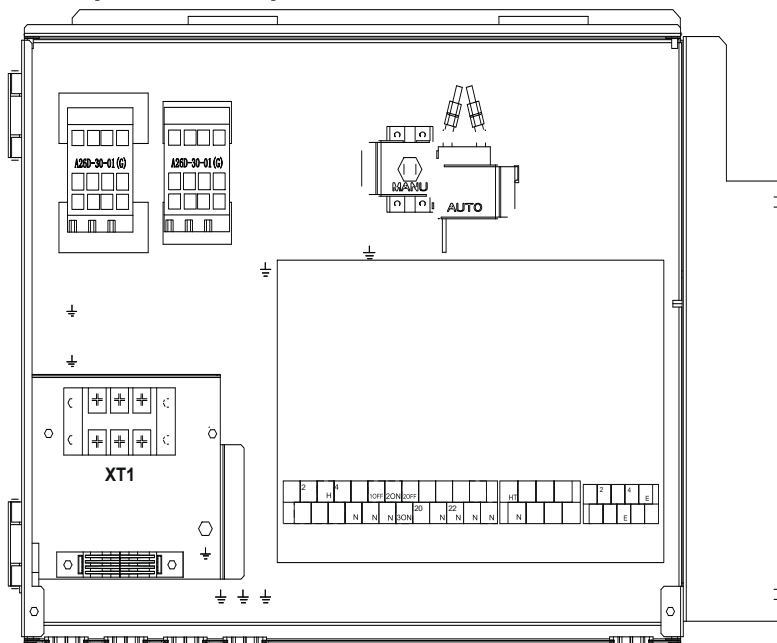 A26D-30-01(G) A26D-30-01(G)
MANU
AUTO
XT1
2 H 4 1OFF 2ON 2OFF HT 2 4 E
N N N 3ON 20 N 22 N N N N E